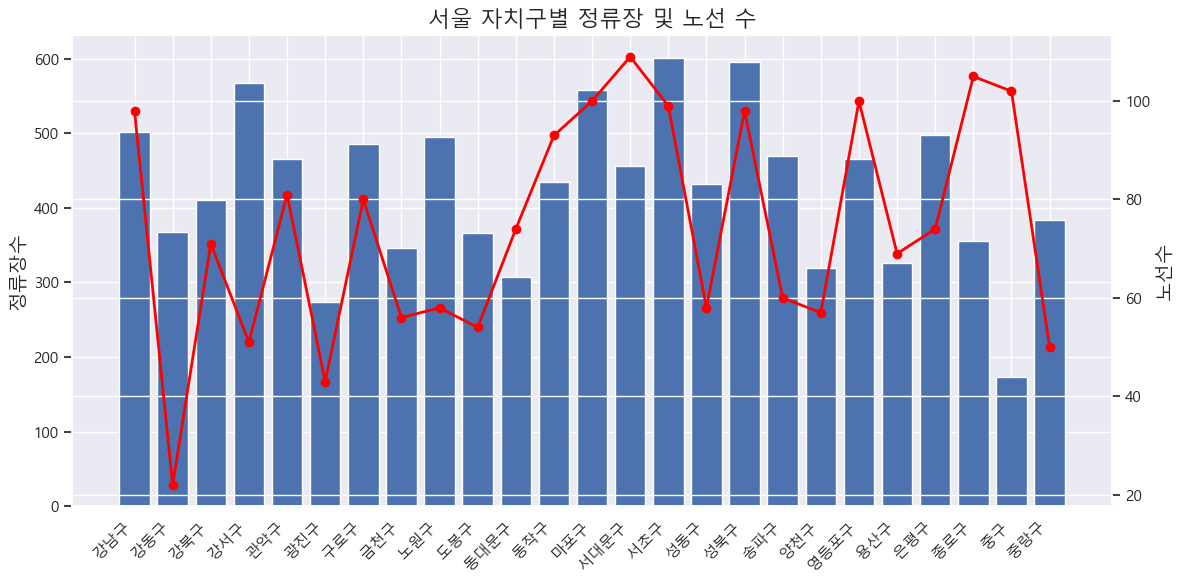 서울 자치구별 정류장 및 노선 수
정류장수
600
500
400
300
200
100
0
노선수
100
80
60
40
20
강남구
강동구
강북구
강서구
관악구
광진구
구로구
금천구
노원구
도봉구
동대문구
동작구
마포구
서대문구
서초구
성동구
성북구
송파구
양천구
영등포구
용산구
은평구
종로구
중구
중랑구